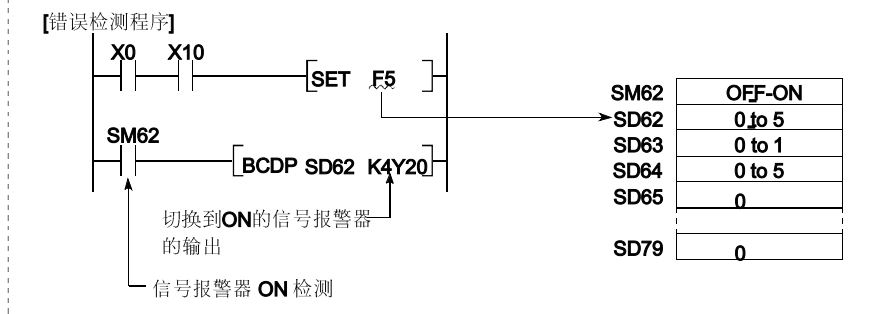 [错误检测程序]
X0 X10
SET F5
SM62
BCDP SD62 K4Y20
切换到ON的信号报警器
的输出
信号报警器 ON 检测
SM62 OFF-ON
SD62 0 to 5
SD63 0 to 1
SD64 0 to 5
SD65 0
SD79 0